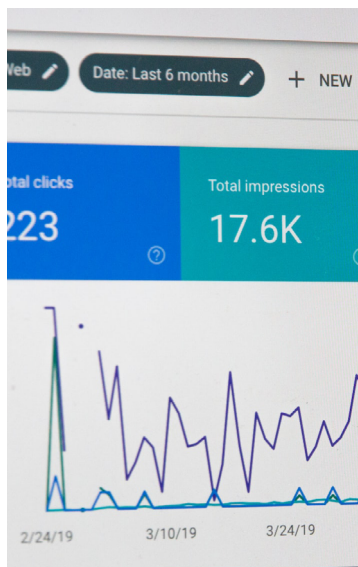 Web
Date: Last 6 months
+ NEW
otal clicks
223
Total impressions
17.6K
2/24/19
3/10/19
3/24/19